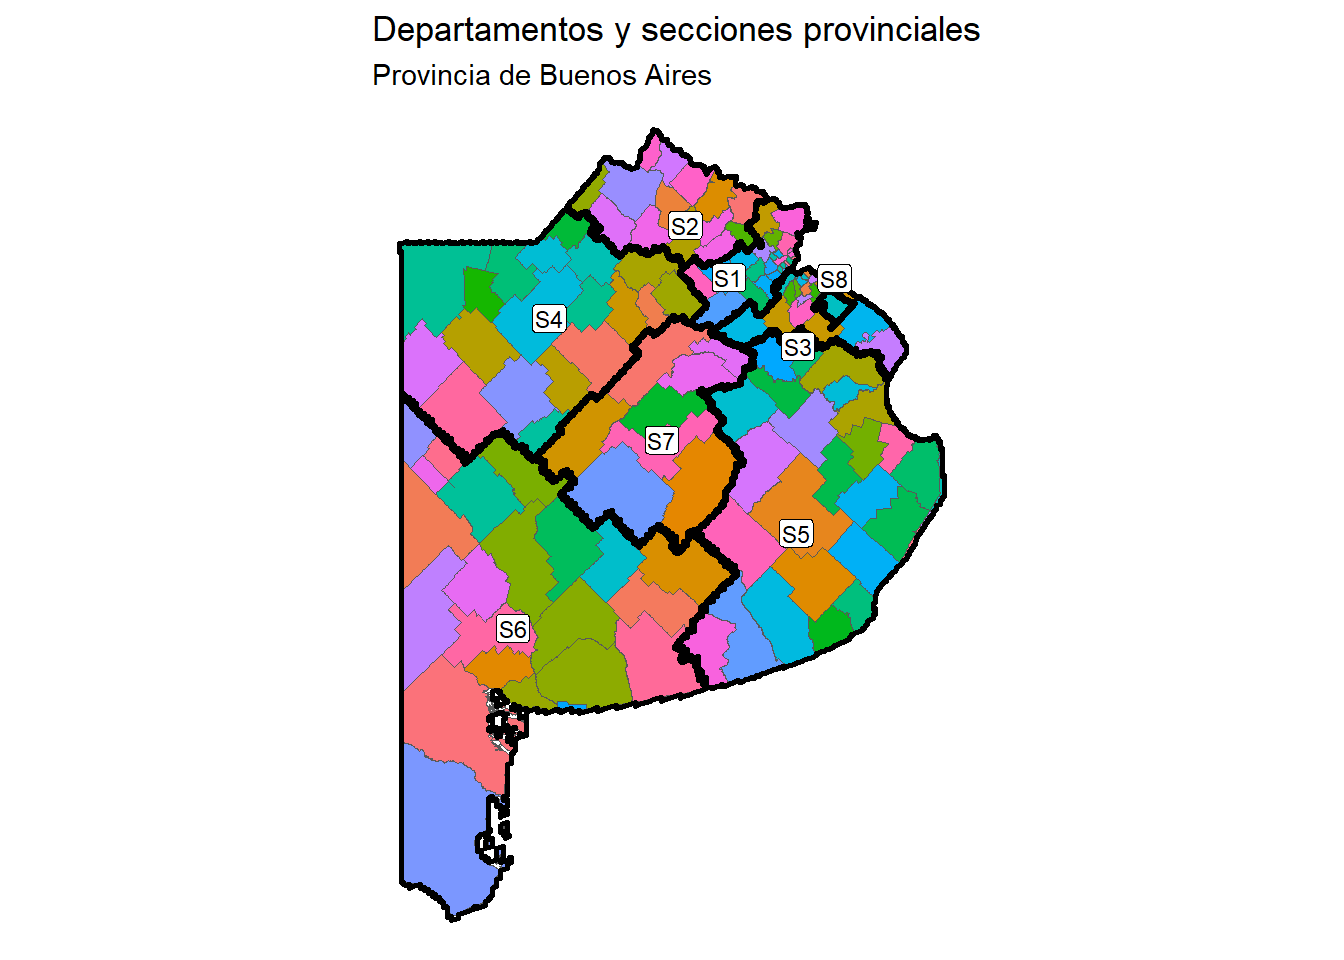 Departamentos y secciones provinciales
Provincia de Buenos Aires
S2
S1
S8
S4
S3
S7
S5
S6